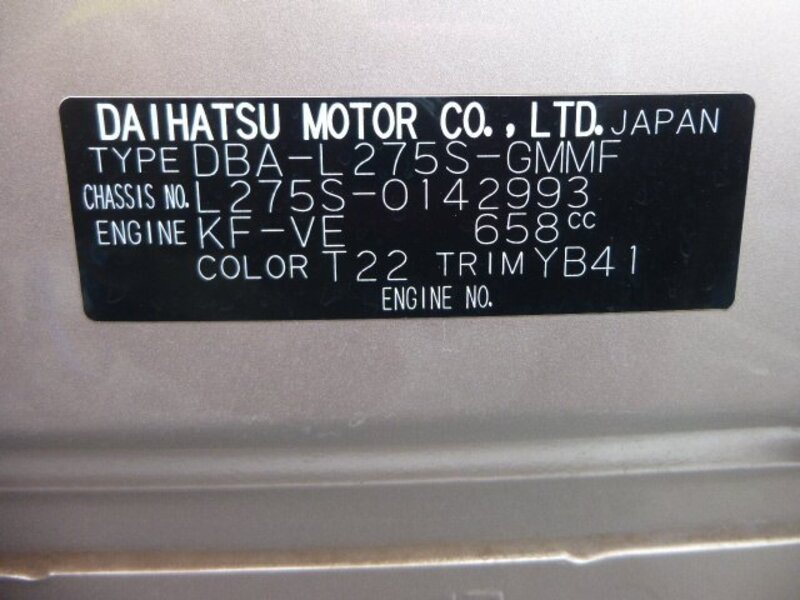 DAIHATSU MOTOR CO., LTD. JAPAN
TYPE DBA-L275S-GMMF
CHASSIS NO. L275S-0142993
ENGINE KF-VE 658cc
COLOR T22 TRIM YB41
ENGINE NO.